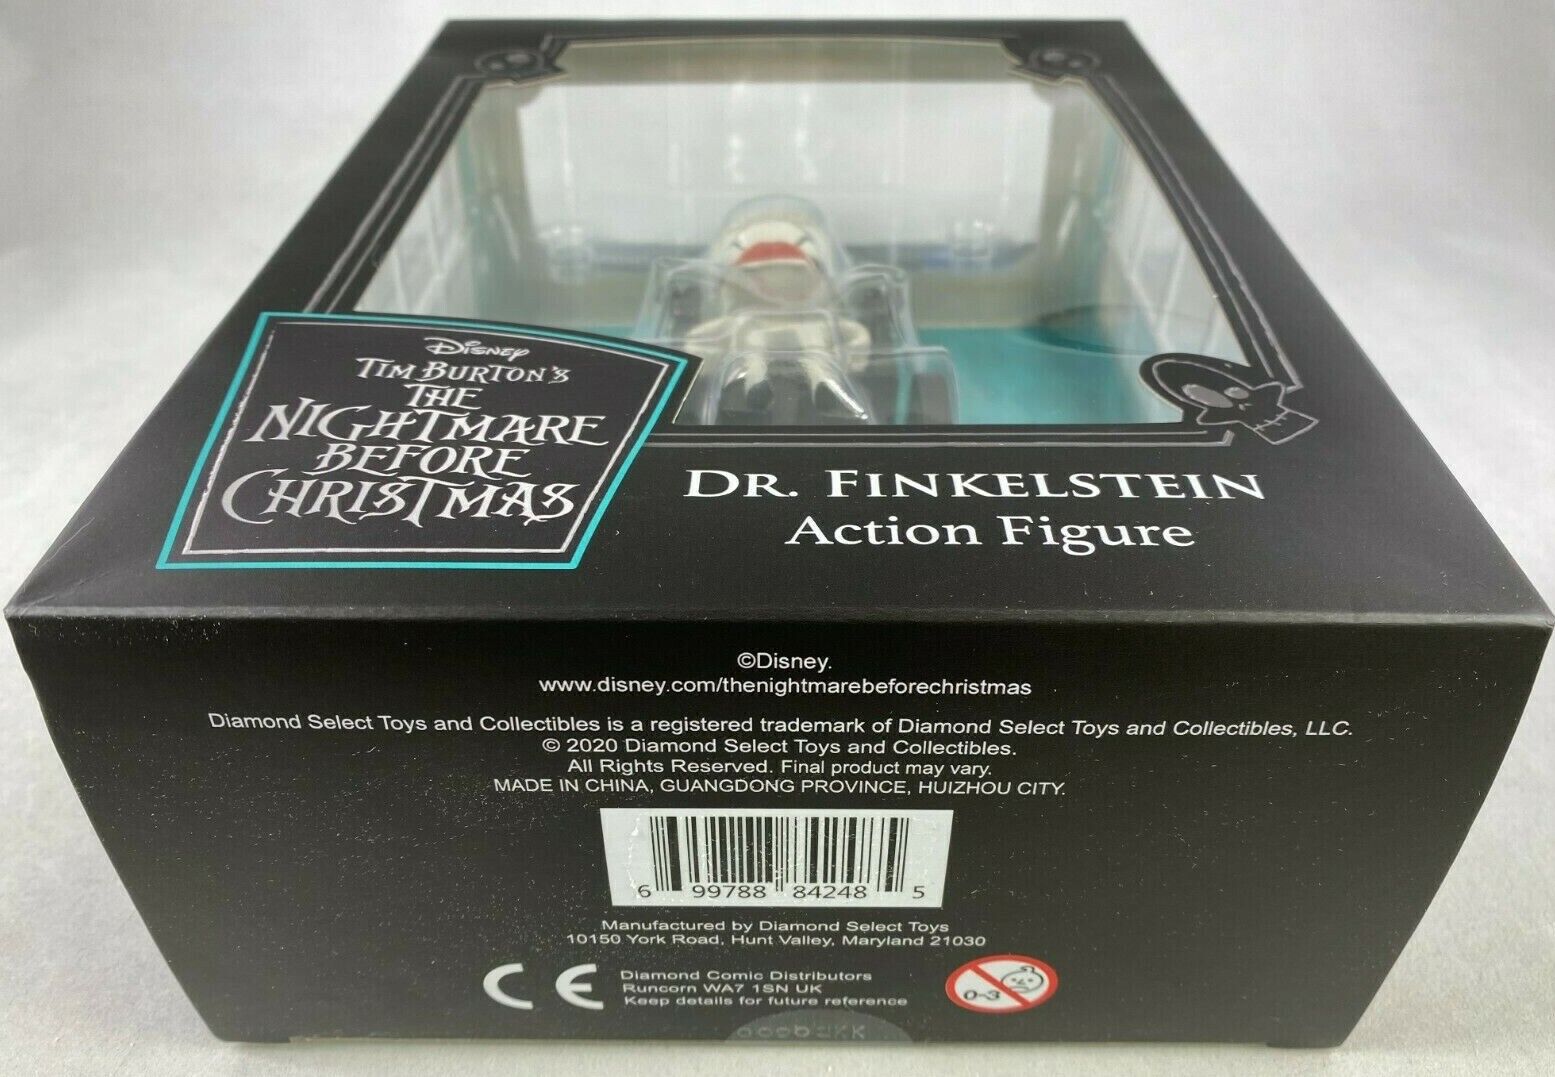 Disney
TIM BURTON'S
THE
NIGHTMARE
BEFORE
CHRISTMAS
DR. FINKELSTEIN
Action Figure
©Disney.
www.disney.com/thenightmarebeforechristmas
Diamond Select Toys and Collectibles is a registered trademark of Diamond Select Toys and Collectibles, LLC.
© 2020 Diamond Select Toys and Collectibles.
All Rights Reserved. Final product may vary.
MADE IN CHINA, GUANGDONG PROVINCE, HUIZHOU CITY.
6 99788 84248 5
Manufactured by Diamond Select Toys
10150 York Road, Hunt Valley, Maryland 21030
CE
Diamond Comic Distributors
Runcorn WA7 1SN UK
Keep details for future reference
0-3